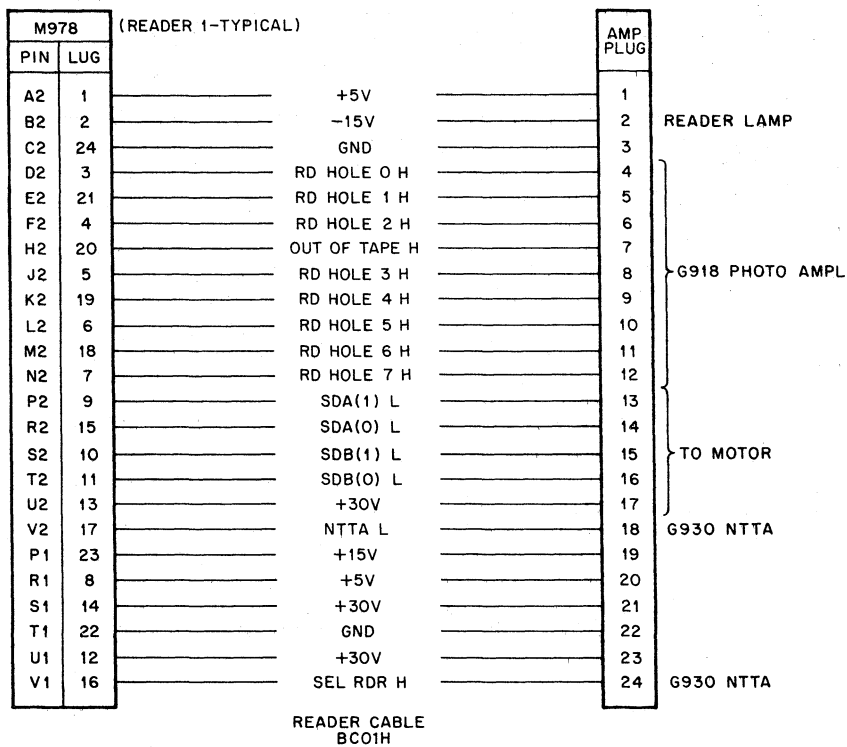 M978 (READER 1-TYPICAL) AMP PLUG
PIN LUG
A2 1 +5V 1
B2 2 -15V 2 READER LAMP
C2 24 GND 3
D2 3 RD HOLE 0 H 4
E2 21 RD HOLE 1 H 5
F2 4 RD HOLE 2 H 6
H2 20 OUT OF TAPE H 7
J2 5 RD HOLE 3 H 8 G918 PHOTO AMPL
K2 19 RD HOLE 4 H 9
L2 6 RD HOLE 5 H 10
M2 18 RD HOLE 6 H 11
N2 7 RD HOLE 7 H 12
P2 9 SDA(1) L 13
R2 15 SDA(0) L 14
S2 10 SDB(1) L 15 TO MOTOR
T2 11 SDB(0) L 16
U2 13 +30V 17
V2 17 NTTA L 18 G930 NTTA
P1 23 +15V 19
R1 8 +5V 20
S1 14 +30V 21
T1 22 GND 22
U1 12 +30V 23
V1 16 SEL RDR H 24 G930 NTTA
READER CABLE
BC01H